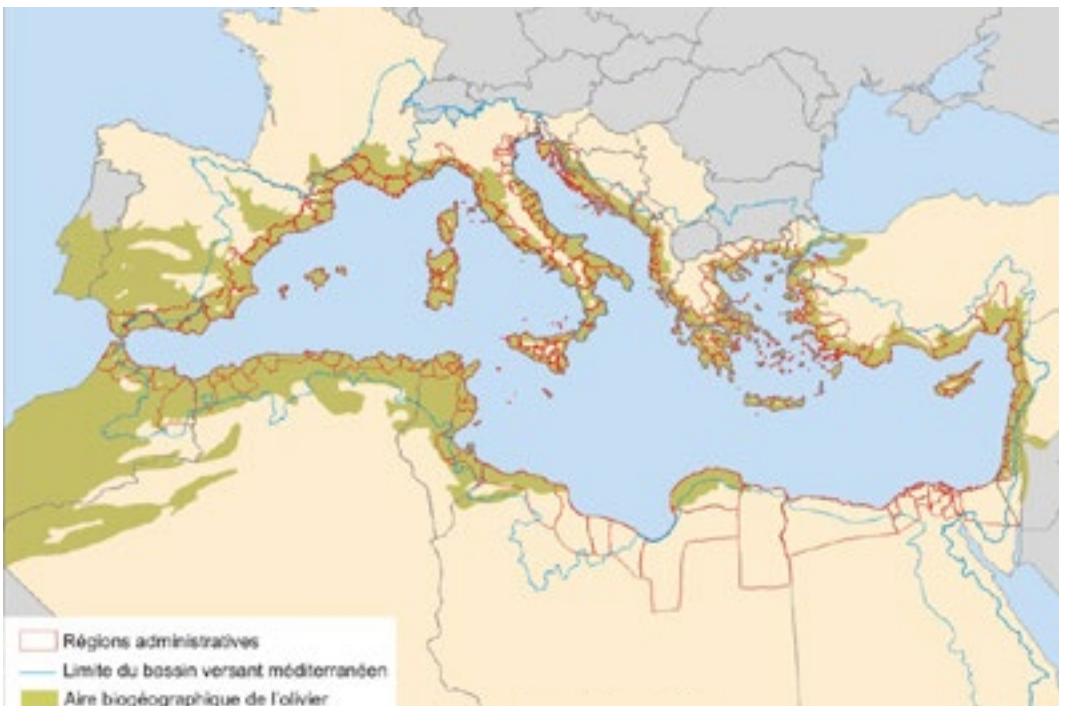 Régions administratives
Limite du bassin versant méditerranéen
Aire biogéographique de l'olivier